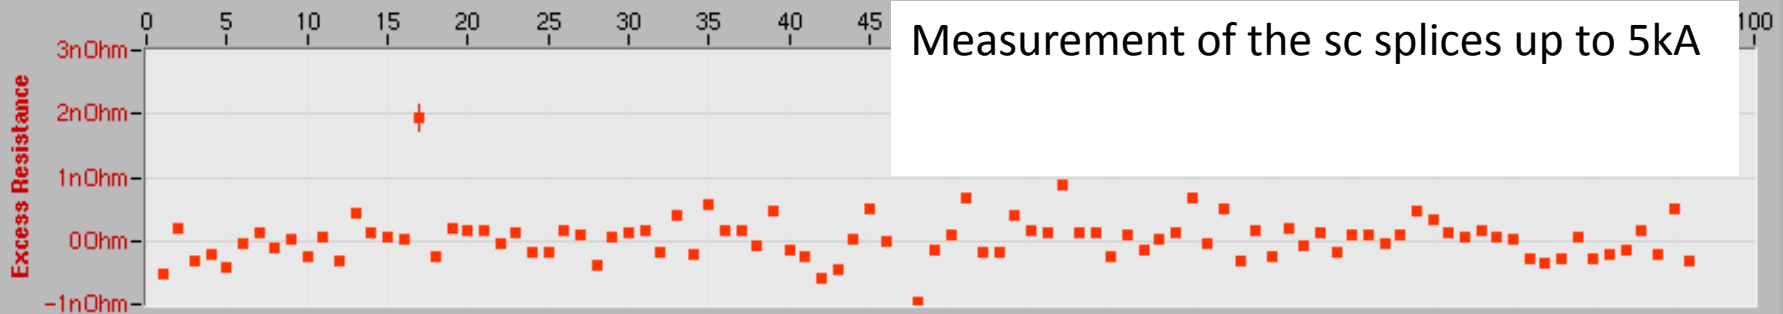 0 5 10 15 20 25 30 35 40 45 100
Measurement of the sc splices up to 5kA
3nOhm
2nOhm
1nOhm
0Ohm
-1nOhm
Excess Resistance